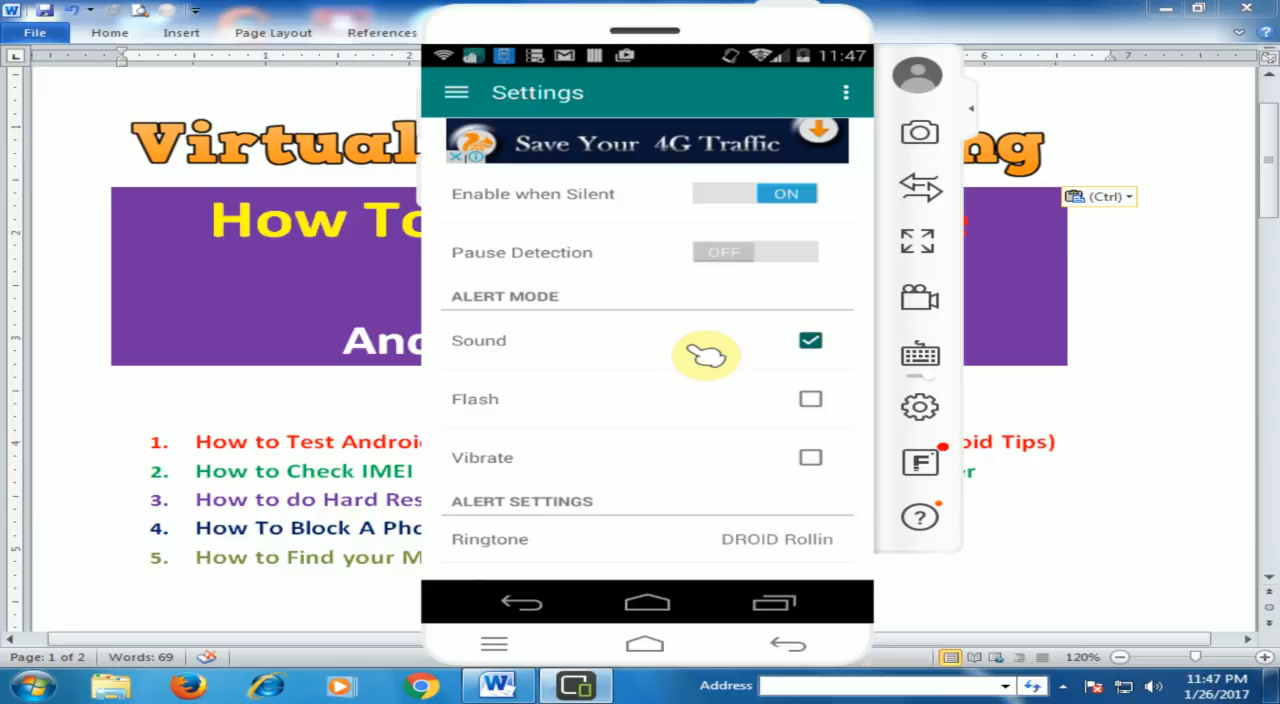 File Home Insert Page Layout References
1 2 6 7
11:47
Settings
Virtual ng
Save Your 4G Traffic
Enable when Silent ON
(Ctrl)
How To
Pause Detection OFF
ALERT MODE
And
Sound
Flash
1. How to Test Androi oid Tips)
Vibrate
2. How to Check IMEI er
3. How to do Hard Res
ALERT SETTINGS
4. How To Block A Pho
Ringtone DROID Rollin
5. How to Find your M
Page: 1 of 2 Words: 69 120%
Address
11:47 PM
1/26/2017